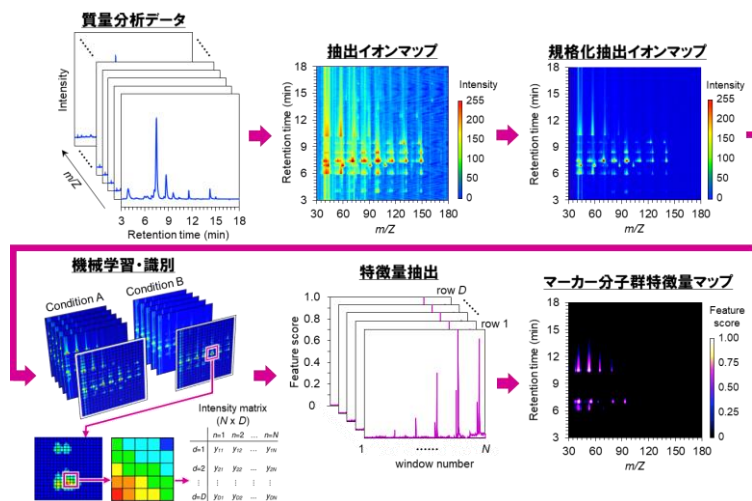 質量分析データ
Intensity
m/Z
3 6 9 12 15 18
Retention time (min)
抽出イオンマップ
Retention time (min)
18
15
12
9
6
3
30 60 90 120 150 180
m/Z
Intensity
255
200
150
100
50
0
規格化抽出イオンマップ
Retention time (min)
18
15
12
9
6
3
30 60 90 120 150 180
m/Z
Intensity
255
200
150
100
50
0
機械学習・識別
Condition A
Condition B
Intensity matrix
(N x D)
n=1 n=2 ... n=N
d=1 y11 y12 ... y1N
d=2 y21 y22 ... y2N
d=D yD1 yD2 ... yDN
特徴量抽出
Feature score
1.0
0.8
0.6
0.4
0.2
0
row D
row 1
1 N
window number
マーカー分子群特徴量マップ
Retention time (min)
18
15
12
9
6
3
30 60 90 120 150 180
m/Z
Feature
score
1.00
0.75
0.50
0.25
0